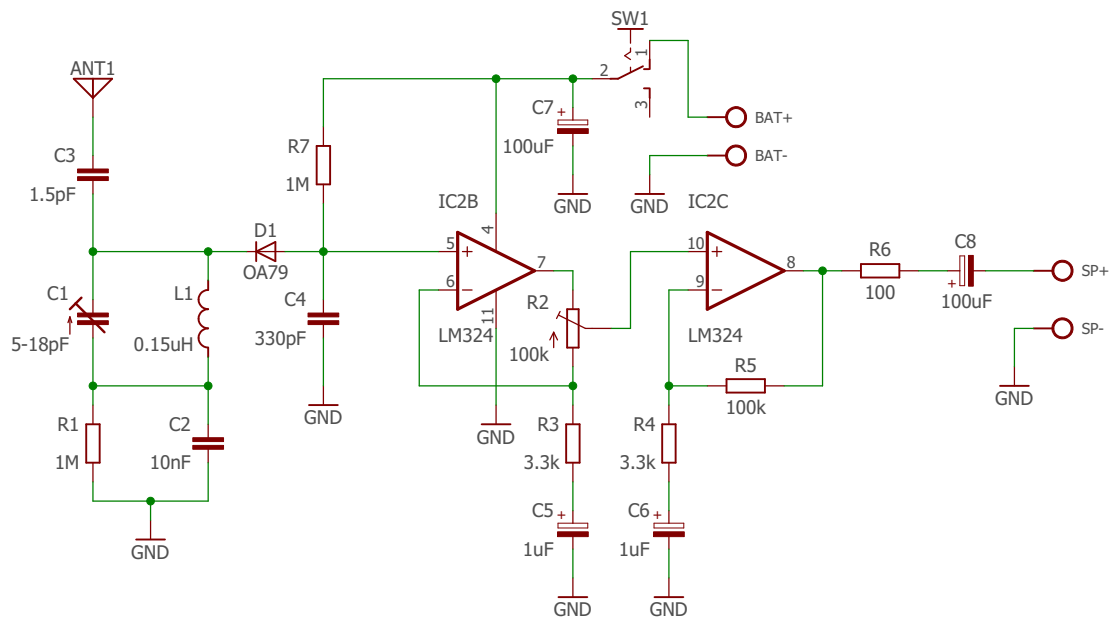 SW1
1
2
3
ANT1
C7
+
100uF
BAT+
BAT-
C3
1.5pF
R7
1M
GND
GND
IC2B
IC2C
D1
OA79
4
5
+
7
6
−
11
LM324
10
+
8
9
−
LM324
R6
100
C8
+
100uF
SP+
SP-
C1
5-18pF
L1
0.15uH
C4
330pF
R2
100k
R5
100k
GND
GND
GND
R1
1M
C2
10nF
R3
3.3k
R4
3.3k
GND
C5
+
1uF
C6
+
1uF
GND
GND